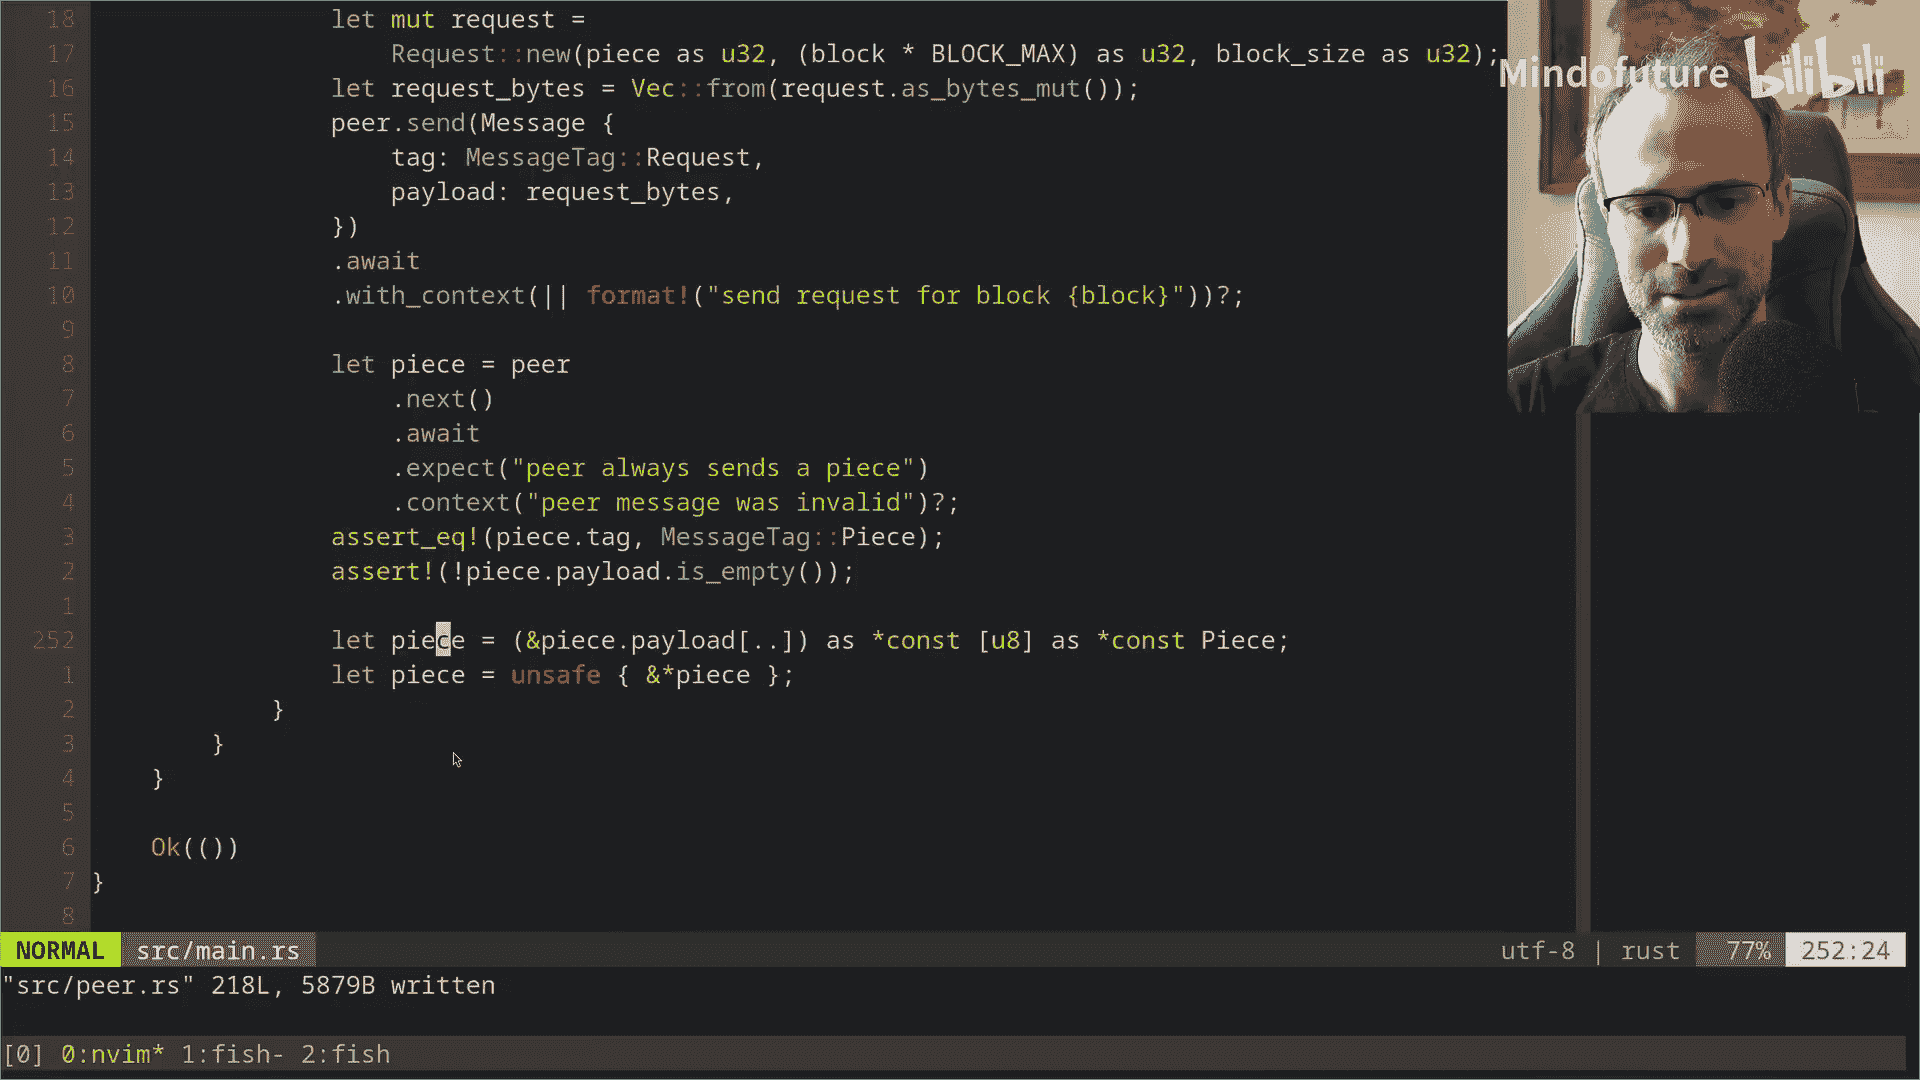 18 let mut request =
17 Request::new(piece as u32, (block * BLOCK_MAX) as u32, block_size as u32);
16 let request_bytes = Vec::from(request.as_bytes_mut());
15 peer.send(Message {
14 tag: MessageTag::Request,
13 payload: request_bytes,
12 })
11 .await
10 .with_context(|| format!("send request for block {block}"))?;
9
8 let piece = peer
7 .next()
6 .await
5 .expect("peer always sends a piece")
4 .context("peer message was invalid")?;
3 assert_eq!(piece.tag, MessageTag::Piece);
2 assert!(!piece.payload.is_empty());
1
252 let piece = (&piece.payload[..]) as *const [u8] as *const Piece;
1 let piece = unsafe { &*piece };
2 }
3 }
4 }
5
6 Ok(())
7 }
8
Mindofuture bilibili
NORMAL src/main.rs utf-8 | rust 77% 252:24
"src/peer.rs" 218L, 5879B written
[0] 0:nvim* 1:fish- 2:fish